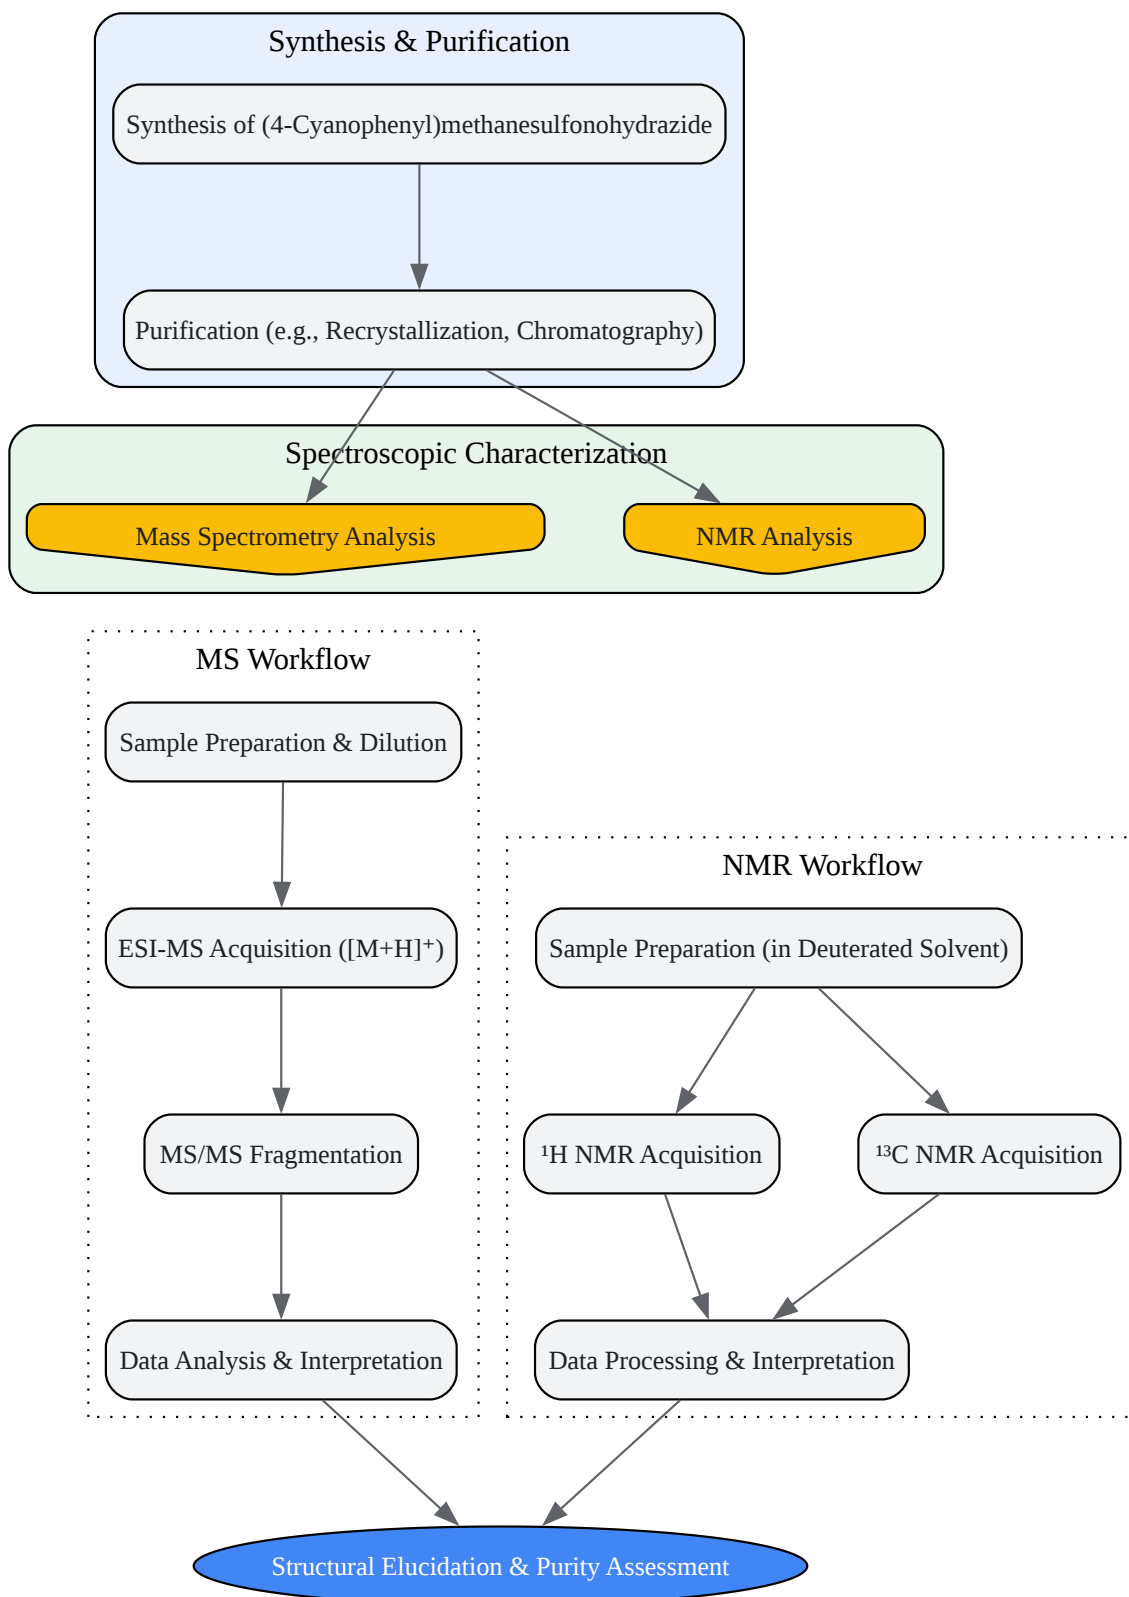 Synthesis & Purification
Synthesis of (4-Cyanophenyl)methanesulfonohydrazide
Purification (e.g., Recrystallization, Chromatography)
Spectroscopic Characterization
Mass Spectrometry Analysis
NMR Analysis
MS Workflow
Sample Preparation & Dilution
ESI-MS Acquisition ([M+H]⁺)
MS/MS Fragmentation
Data Analysis & Interpretation
NMR Workflow
Sample Preparation (in Deuterated Solvent)
¹H NMR Acquisition
¹³C NMR Acquisition
Data Processing & Interpretation
Structural Elucidation & Purity Assessment